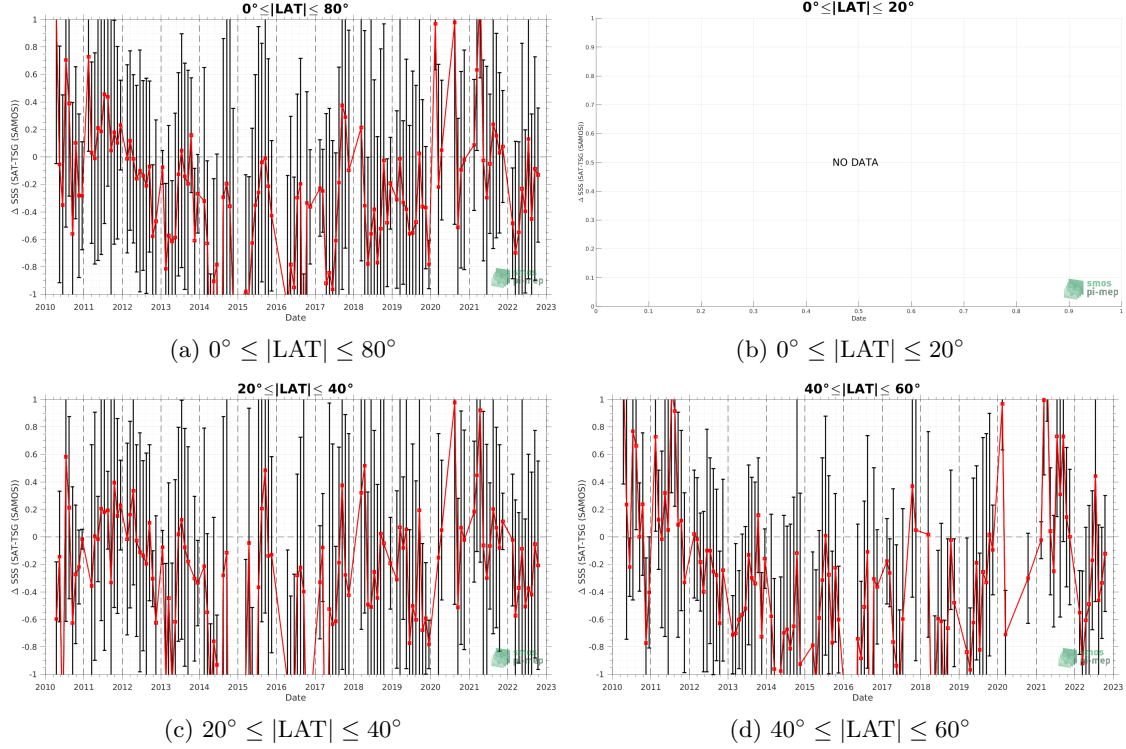 0°≤|LAT|≤ 80°
Δ SSS (SAT-TSG (SAMOS))
1
0.8
0.6
0.4
0.2
0
-0.2
-0.4
-0.6
-0.8
-1
2010 2011 2012 2013 2014 2015 2016 2017 2018 2019 2020 2021 2022 2023
Date
smos
pi-mep
(a) 0° ≤ |LAT| ≤ 80°
0°≤|LAT|≤ 20°
Δ SSS (SAT-TSG (SAMOS))
1
0.9
0.8
0.7
0.6
0.5
0.4
0.3
0.2
0.1
0
NO DATA
0 0.1 0.2 0.3 0.4 0.5 0.6 0.7 0.8 0.9 1
Date
smos
pi-mep
(b) 0° ≤ |LAT| ≤ 20°
20°≤|LAT|≤ 40°
Δ SSS (SAT-TSG (SAMOS))
1
0.8
0.6
0.4
0.2
0
-0.2
-0.4
-0.6
-0.8
-1
2010 2011 2012 2013 2014 2015 2016 2017 2018 2019 2020 2021 2022 2023
Date
smos
pi-mep
(c) 20° ≤ |LAT| ≤ 40°
40°≤|LAT|≤ 60°
Δ SSS (SAT-TSG (SAMOS))
1
0.8
0.6
0.4
0.2
0
-0.2
-0.4
-0.6
-0.8
-1
2010 2011 2012 2013 2014 2015 2016 2017 2018 2019 2020 2021 2022 2023
Date
smos
pi-mep
(d) 40° ≤ |LAT| ≤ 60°